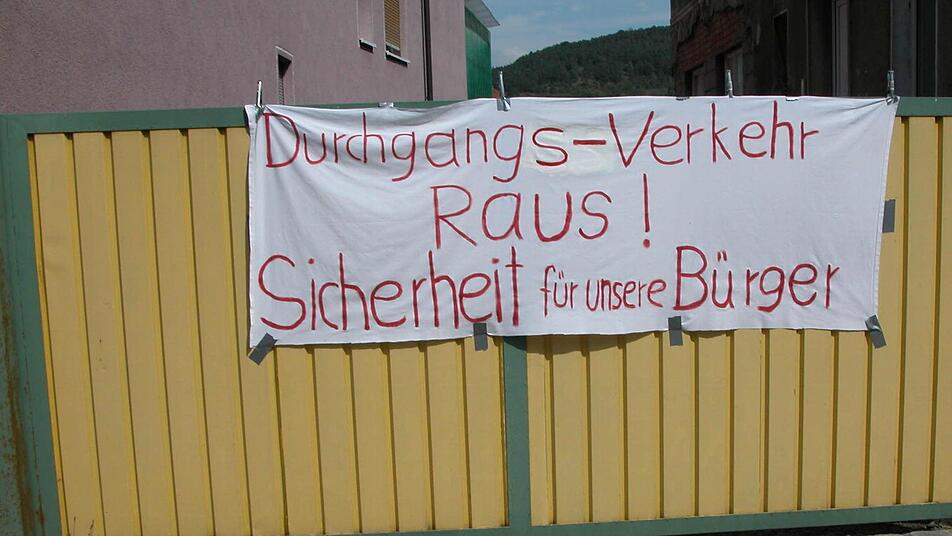 Durchgangs-Verkehr
Raus!
Sicherheit für unsere Bürger